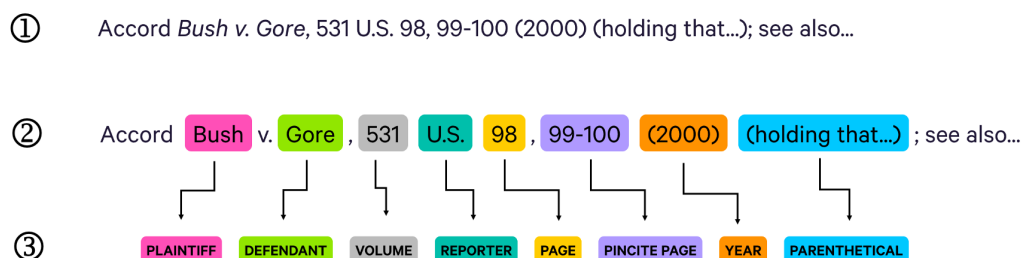 ① Accord Bush v. Gore, 531 U.S. 98, 99-100 (2000) (holding that...); see also...
② Accord Bush v. Gore , 531 U.S. 98 , 99-100 (2000) (holding that...) ; see also...
③ PLAINTIFF DEFENDANT VOLUME REPORTER PAGE PINCITE PAGE YEAR PARENTHETICAL